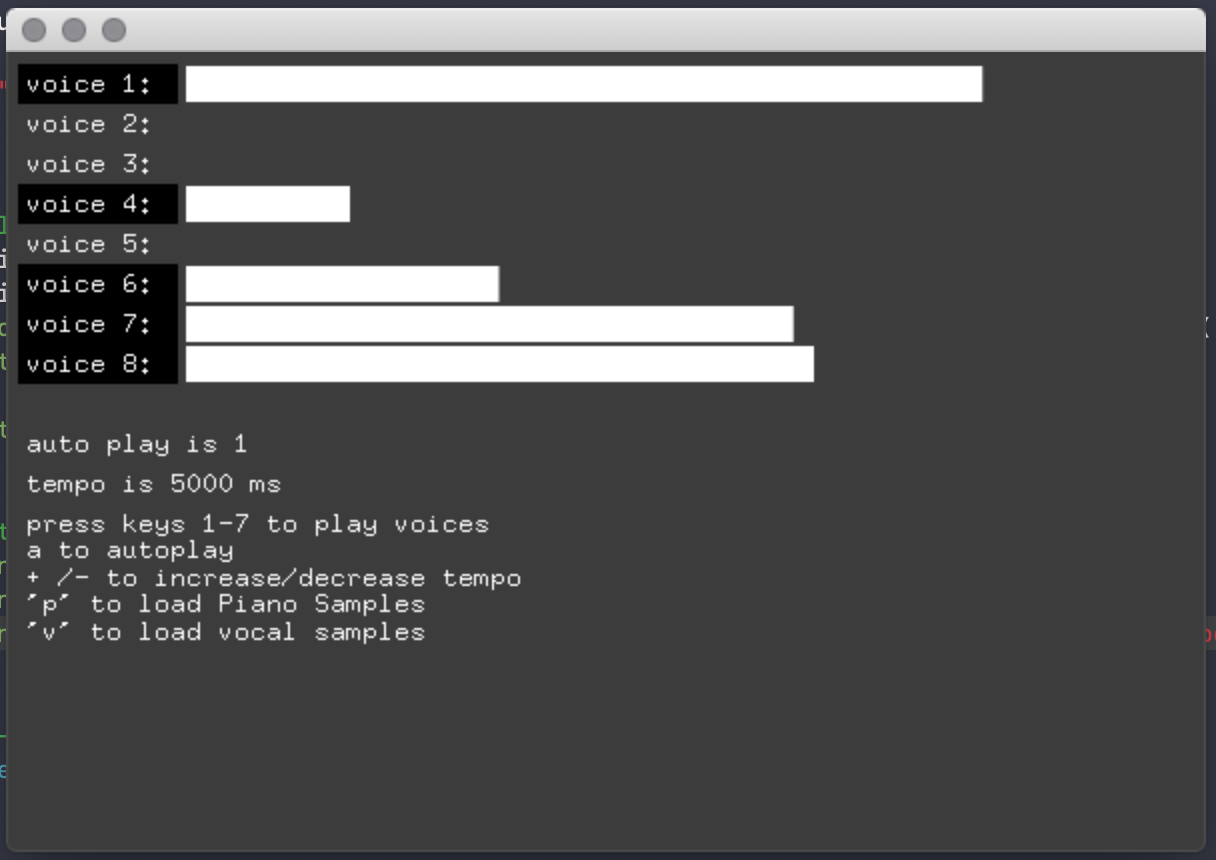 voice 1:
voice 2:
voice 3:
voice 4:
voice 5:
voice 6:
voice 7:
voice 8:
auto play is 1
tempo is 5000 ms
press keys 1-7 to play voices
a to autoplay
+ /- to increase/decrease tempo
´p´ to load Piano Samples
´v´ to load vocal samples